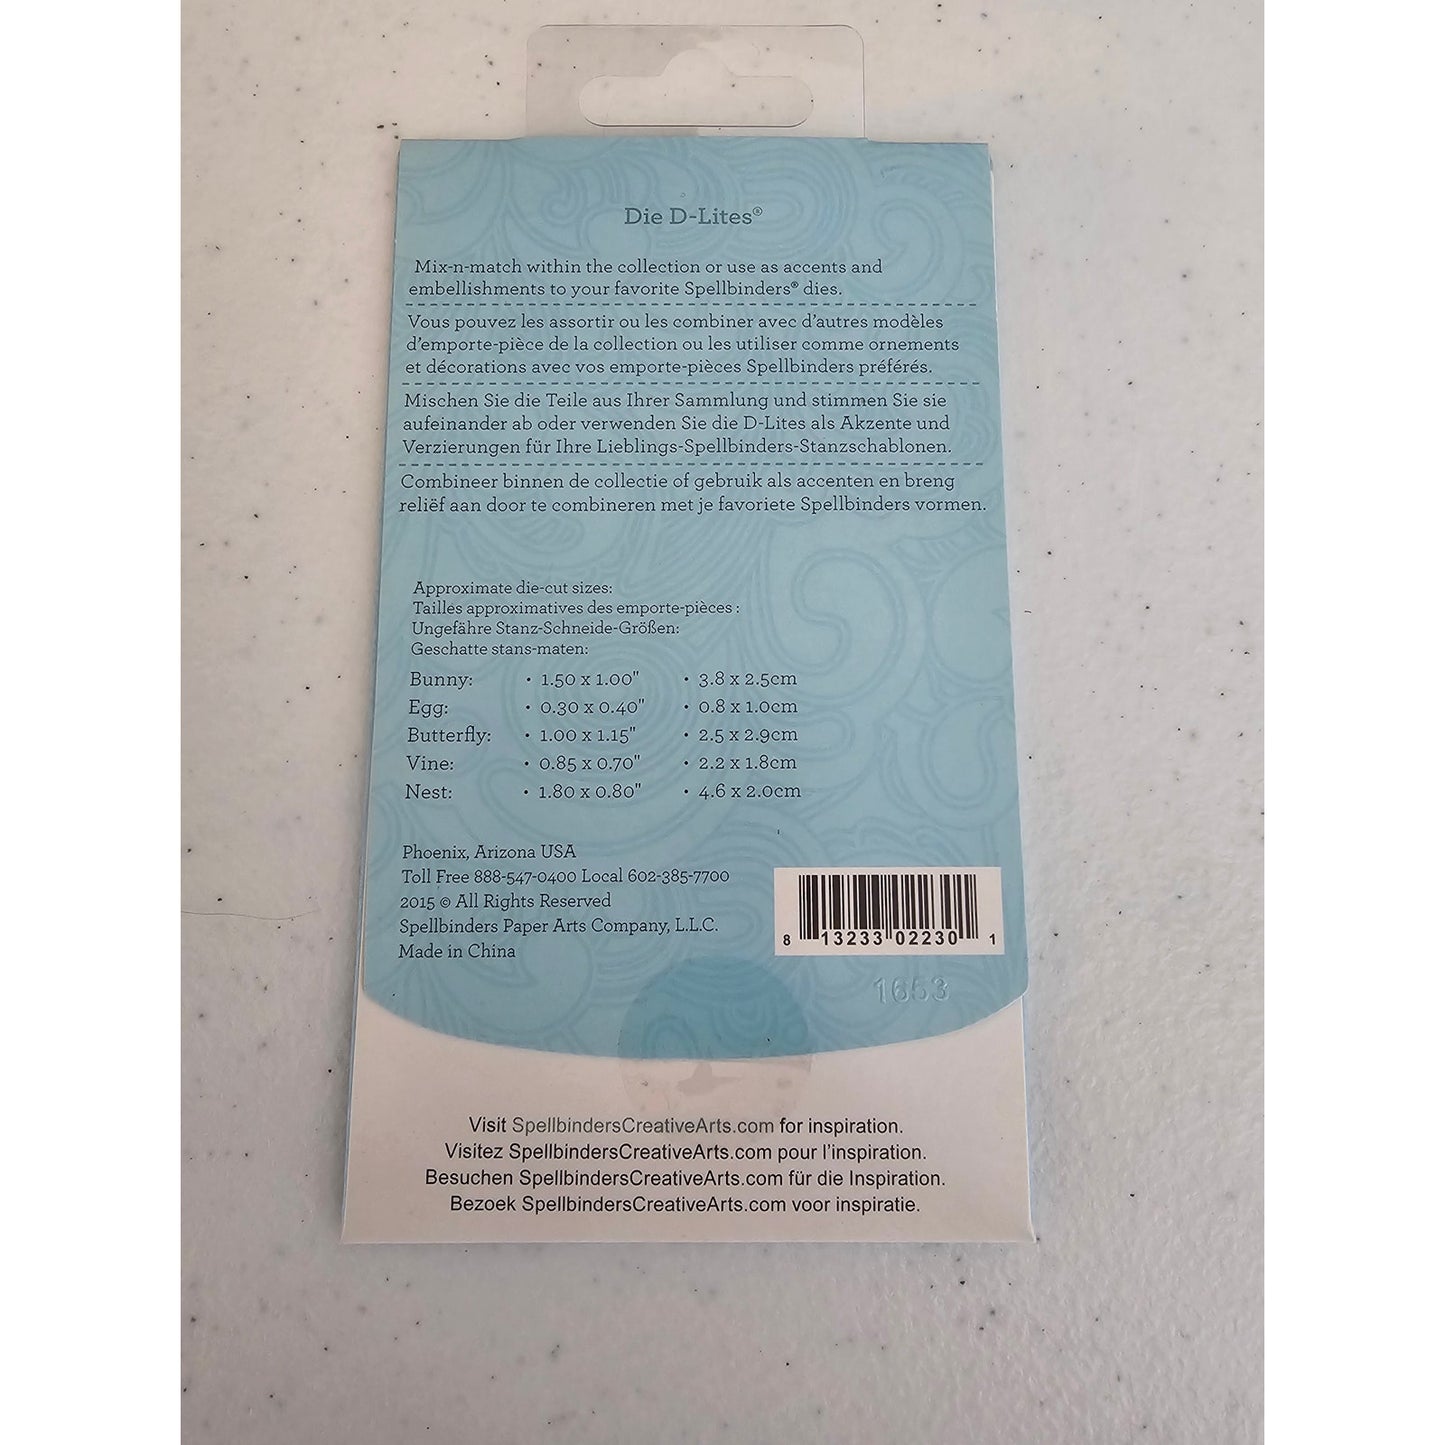 Die D-Lites®
Mix-n-match within the collection or use as accents and
embellishments to your favorite Spellbinders® dies.
Vous pouvez les assortir ou les combiner avec d'autres modèles
d'emporte-pièce de la collection ou les utiliser comme ornements
et décorations avec vos emporte-pièces Spellbinders préférés.
Mischen Sie die Teile aus Ihrer Sammlung und stimmen Sie sie
aufeinander ab oder verwenden Sie die D-Lites als Akzente und
Verzierungen für Ihre Lieblings-Spellbinders-Stanzschablonen.
Combineer binnen de collectie of gebruik als accenten en breng
reliëf aan door te combineren met je favoriete Spellbinders vormen.
Approximate die-cut sizes:
Tailles approximatives des emporte-pièces :
Ungefähre Stanz-Schneide-Größen:
Geschatte stans-maten:
Bunny: • 1.50 x 1.00" • 3.8 x 2.5cm
Egg: • 0.30 x 0.40" • 0.8 x 1.0cm
Butterfly: • 1.00 x 1.15" • 2.5 x 2.9cm
Vine: • 0.85 x 0.70" • 2.2 x 1.8cm
Nest: • 1.80 x 0.80" • 4.6 x 2.0cm
Phoenix, Arizona USA
Toll Free 888-547-0400 Local 602-385-7700
2015 © All Rights Reserved
Spellbinders Paper Arts Company, L.L.C.
Made in China
8 13233 02230 1
1653
Visit SpellbindersCreativeArts.com for inspiration.
Visitez SpellbindersCreativeArts.com pour l'inspiration.
Besuchen SpellbindersCreativeArts.com für die Inspiration.
Bezoek SpellbindersCreativeArts.com voor inspiratie.